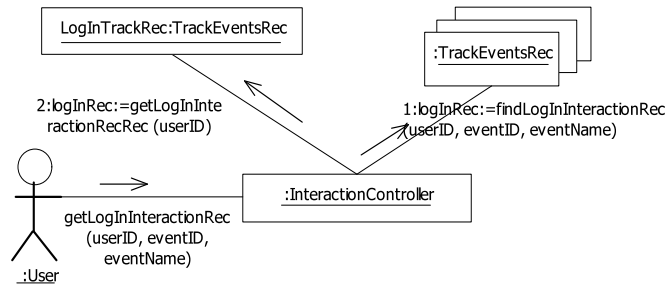 LogInTrackRec:TrackEventsRec
:TrackEventsRec
2:logInRec:=getLogInInte
ractionRecRec (userID)
1:logInRec:=findLogInInteractionRec
(userID, eventID, eventName)
:InteractionController
getLogInInteractionRec
(userID, eventID,
eventName)
:User